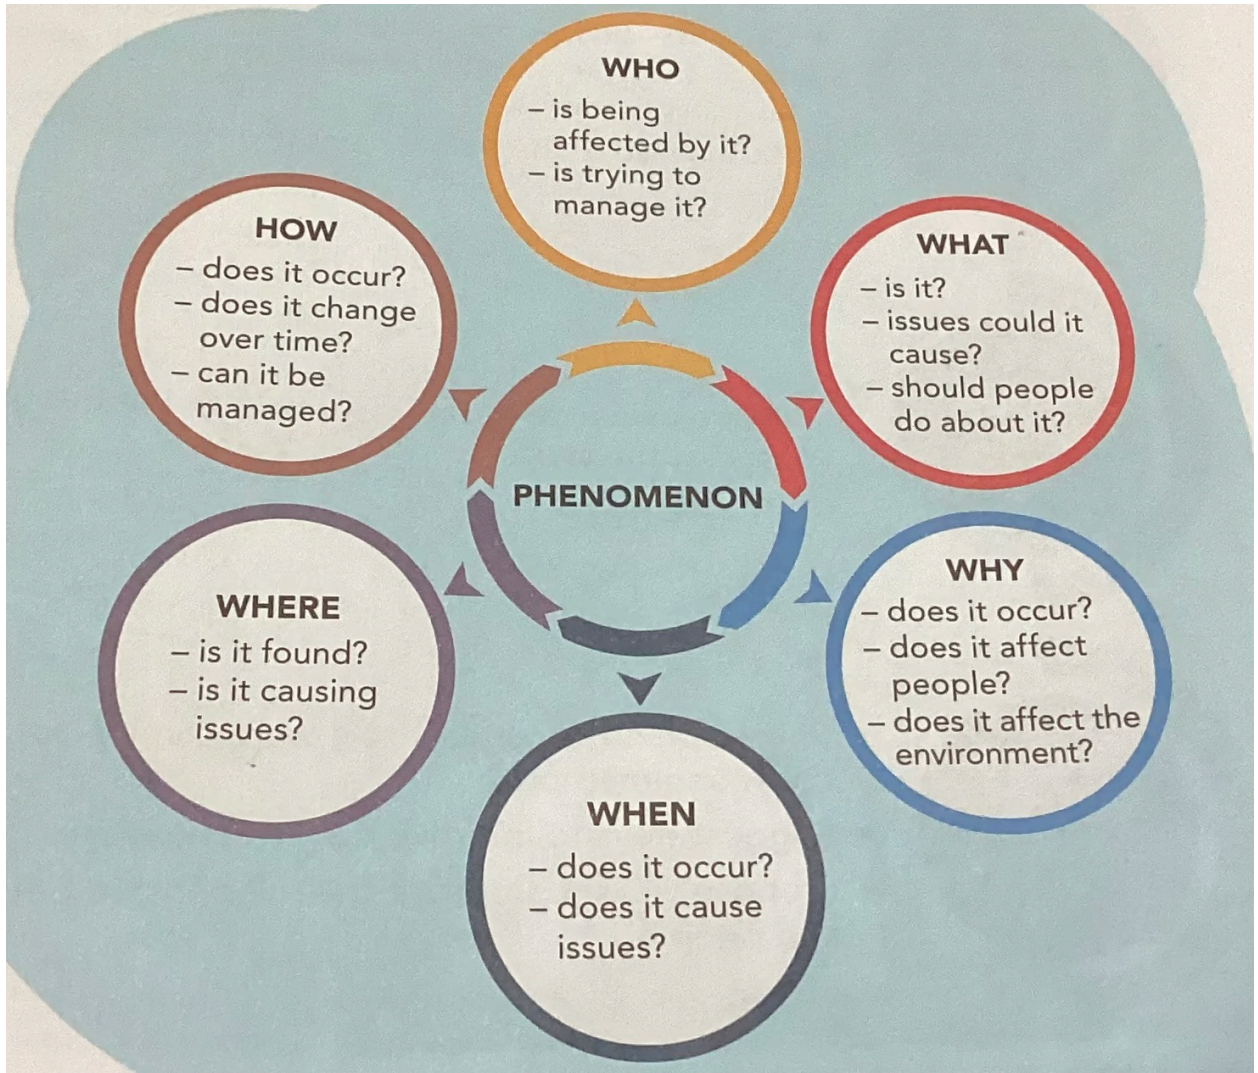 WHO
– is being
affected by it?
– is trying to
manage it?
WHAT
– is it?
– issues could it
cause?
– should people
do about it?
WHY
– does it occur?
– does it affect
people?
– does it affect the
environment?
WHEN
– does it occur?
– does it cause
issues?
WHERE
– is it found?
– is it causing
issues?
HOW
– does it occur?
– does it change
over time?
– can it be
managed?
PHENOMENON